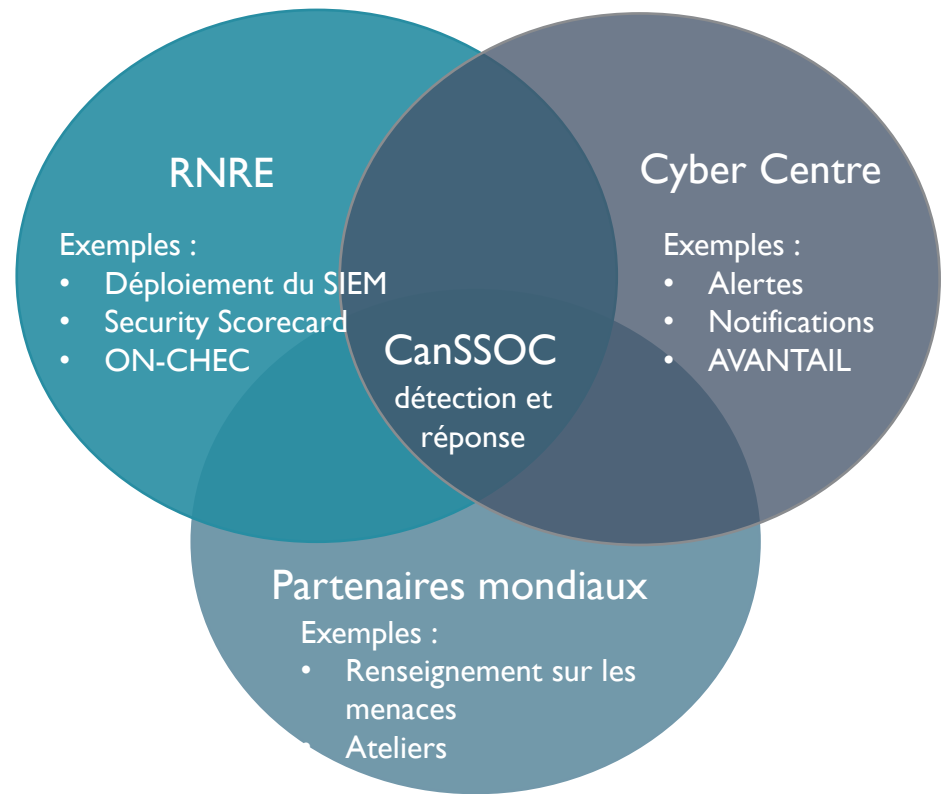 RNRE
Exemples :
• Déploiement du SIEM
• Security Scorecard
• ON-CHEC
Cyber Centre
Exemples :
• Alertes
• Notifications
• AVANTAIL
CanSSOC
détection et
réponse
Partenaires mondiaux
Exemples :
• Renseignement sur les
menaces
• Ateliers